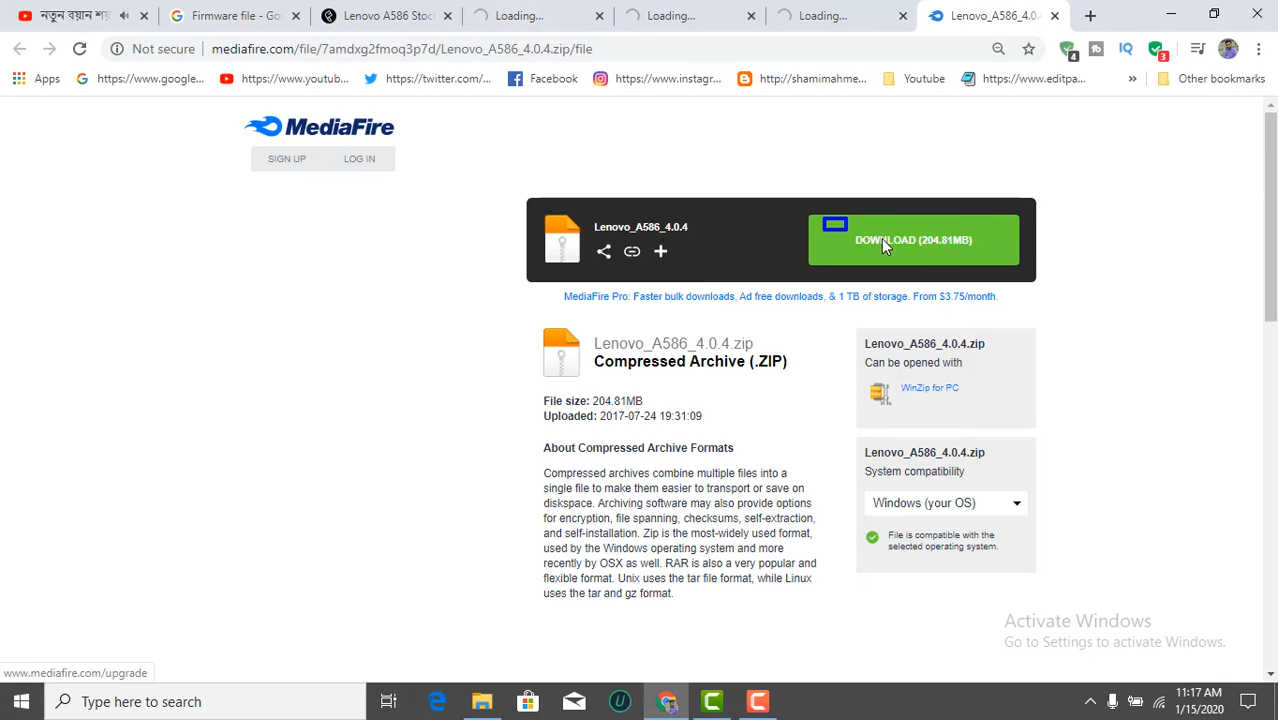 নতুন বয়ান শা
Firmware file - Go
Lenovo A586 Stoc
Loading...
Loading...
Loading...
Lenovo_A586_4.0.
Not secure
mediafire.com/file/7amdxg2fmoq3p7d/Lenovo_A586_4.0.4.zip/file
4
IQ
3
Apps
https://www.google...
https://www.youtub...
https://twitter.com/...
Facebook
https://www.instagr...
http://shamimahme...
Youtube
https://www.editpa...
»
Other bookmarks
MediaFire
SIGN UP
LOG IN
Lenovo_A586_4.0.4
DOWNLOAD (204.81MB)
MediaFire Pro: Faster bulk downloads, Ad free downloads, & 1 TB of storage. From $3.75/month.
Lenovo_A586_4.0.4.zip
Compressed Archive (.ZIP)
File size: 204.81MB
Uploaded: 2017-07-24 19:31:09
About Compressed Archive Formats
Compressed archives combine multiple files into a
single file to make them easier to transport or save on
diskspace. Archiving software may also provide options
for encryption, file spanning, checksums, self-extraction,
and self-installation. Zip is the most-widely used format,
used by the Windows operating system and more
recently by OSX as well. RAR is also a very popular and
flexible format. Unix uses the tar file format, while Linux
uses the tar and gz format.
Lenovo_A586_4.0.4.zip
Can be opened with
WinZip for PC
Lenovo_A586_4.0.4.zip
System compatibility
Windows (your OS)
File is compatible with the
selected operating system.
Activate Windows
Go to Settings to activate Windows.
www.mediafire.com/upgrade
Type here to search
11:17 AM
1/15/2020